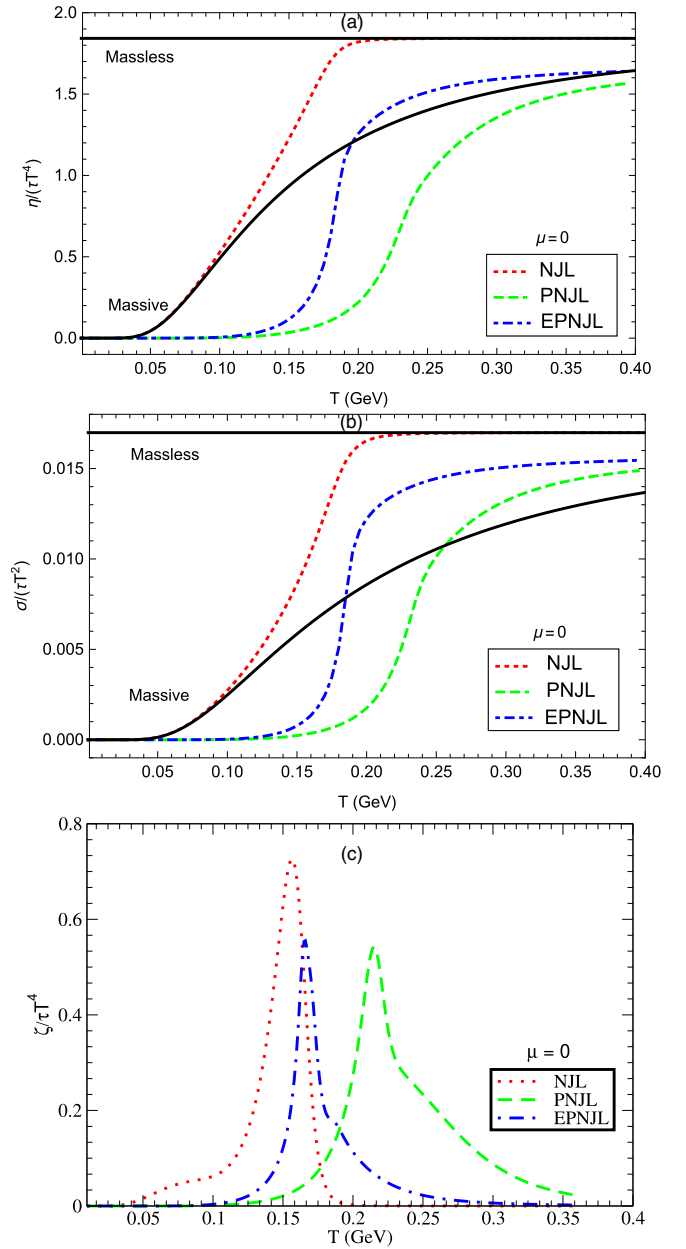 (a)
2.0
Massless
1.5
η/(τT⁴)
1.0
μ=0
0.5
Massive
NJL
PNJL
EPNJL
0.0
0.05 0.10 0.15 0.20 0.25 0.30 0.35 0.40
T (GeV)
(b)
Massless
0.015
σ/(τT²)
0.010
0.005
μ=0
Massive
NJL
PNJL
EPNJL
0.000
0.05 0.10 0.15 0.20 0.25 0.30 0.35 0.40
T (GeV)
0.8
(c)
0.6
ζ/τT⁴
0.4
μ = 0
NJL
0.2
PNJL
EPNJL
0
0.05 0.1 0.15 0.2 0.25 0.3 0.35 0.4
T (GeV)